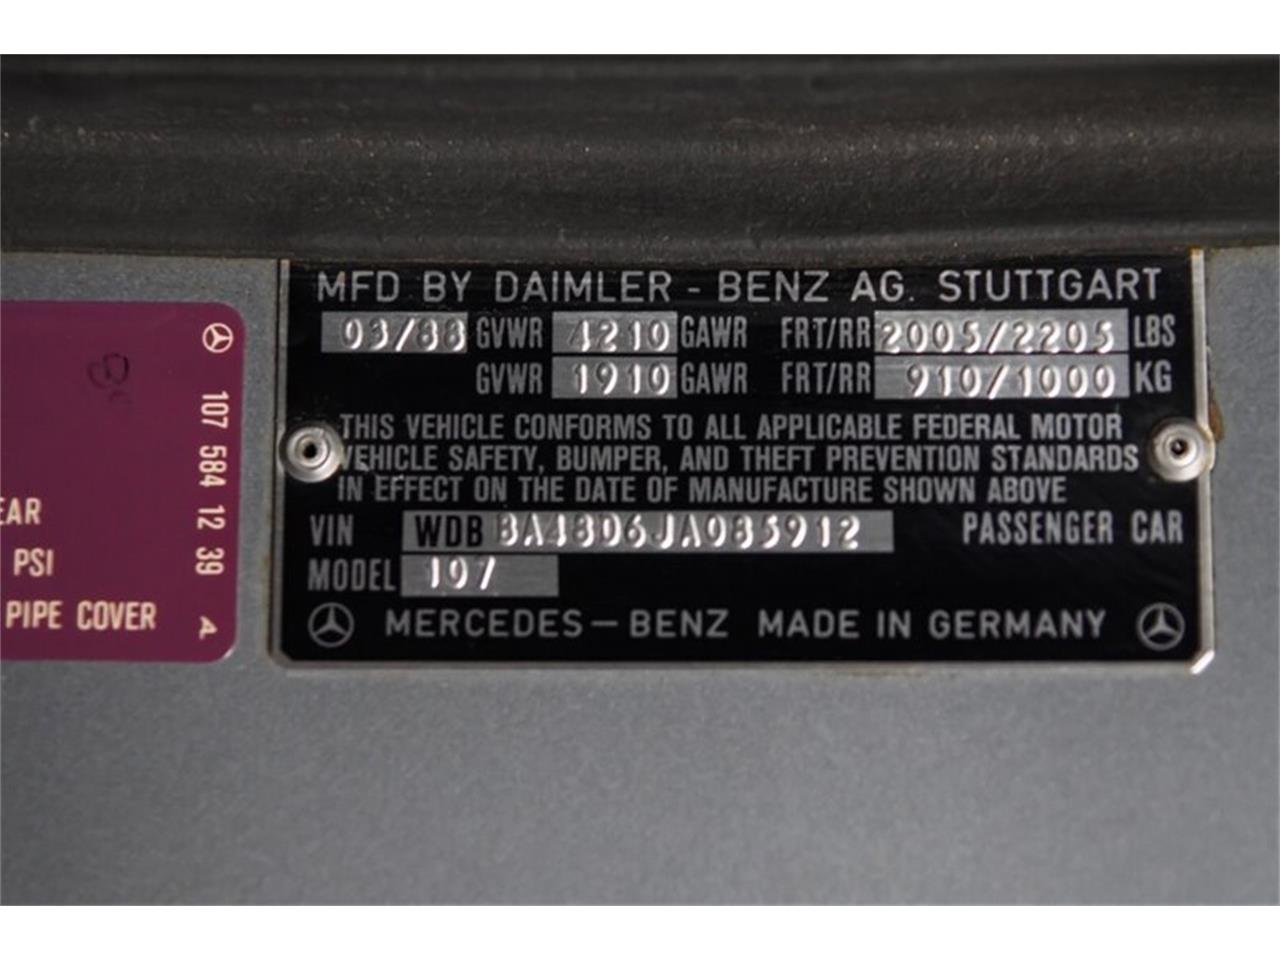 MFD BY DAIMLER - BENZ AG. STUTTGART
03/88 GVWR 4210 GAWR FRT/RR 2005/2205 LBS
GVWR 1910 GAWR FRT/RR 910/1000 KG
THIS VEHICLE CONFORMS TO ALL APPLICABLE FEDERAL MOTOR
VEHICLE SAFETY, BUMPER, AND THEFT PREVENTION STANDARDS
IN EFFECT ON THE DATE OF MANUFACTURE SHOWN ABOVE
VIN WDB BA48D6JA085912 PASSENGER CAR
MODEL 107
MERCEDES - BENZ MADE IN GERMANY
107 584 12 39 A
EAR
PSI
PIPE COVER